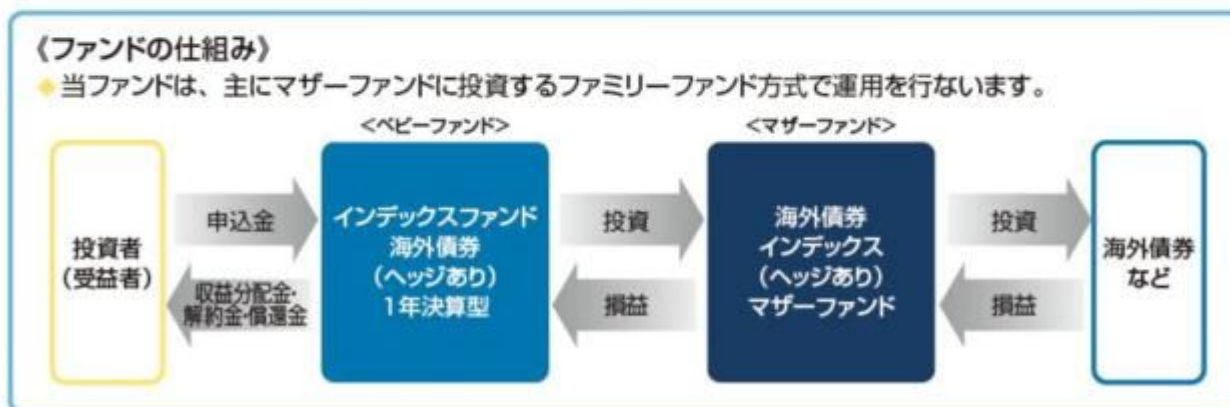 《ファンドの仕組み》
◆当ファンドは、主にマザーファンドに投資するファミリーファンド方式で運用を行ないます。
<ベビーファンド>
<マザーファンド>
投資者
(受益者)
申込金
収益分配金・
解約金・償還金
インデックスファンド
海外債券
(ヘッジあり)
1年決算型
投資
損益
海外債券
インデックス
(ヘッジあり)
マザーファンド
投資
損益
海外債券
など